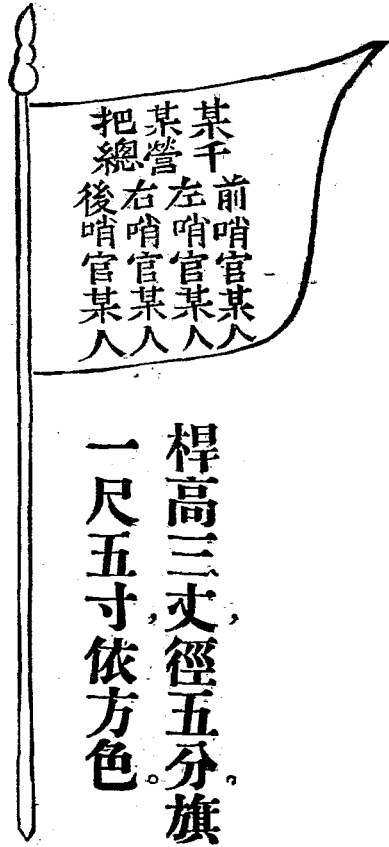 某千
某營
把總
前哨官某人
左哨官某人
右哨官某人
後哨官某人
桿高三丈，徑五分。旗
一尺五寸，依方色。